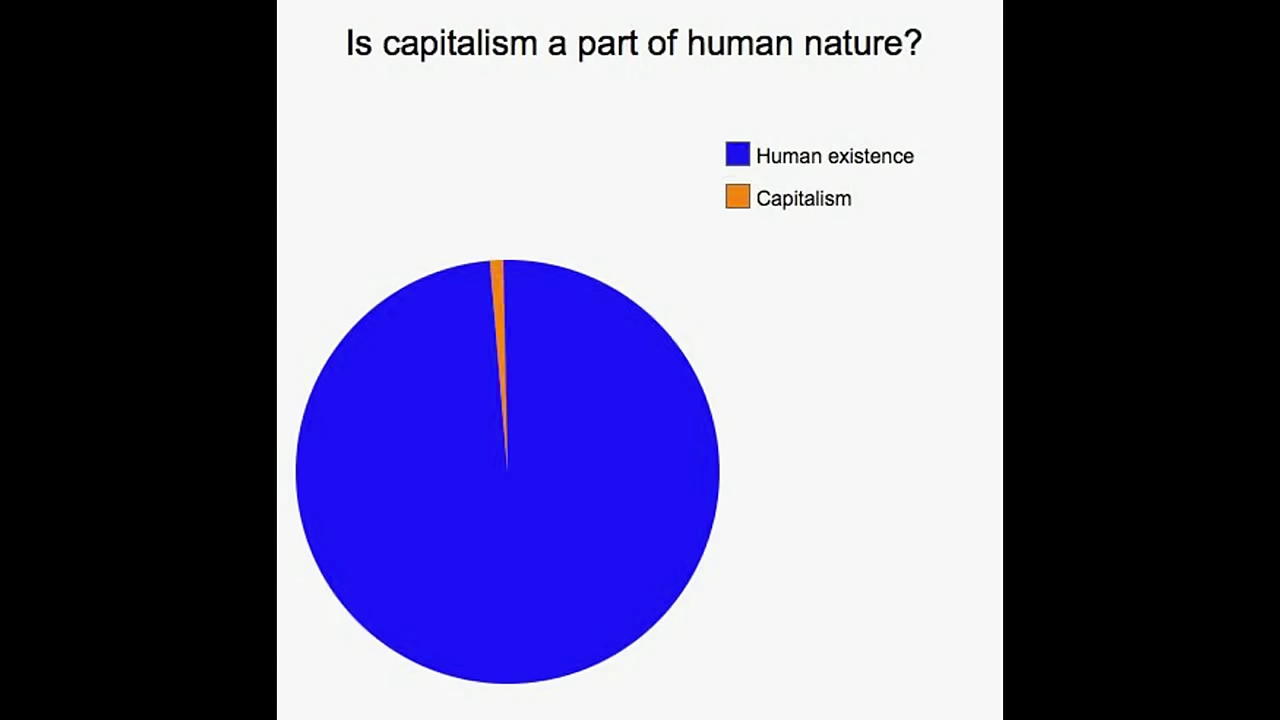 Is capitalism a part of human nature?
Human existence
Capitalism